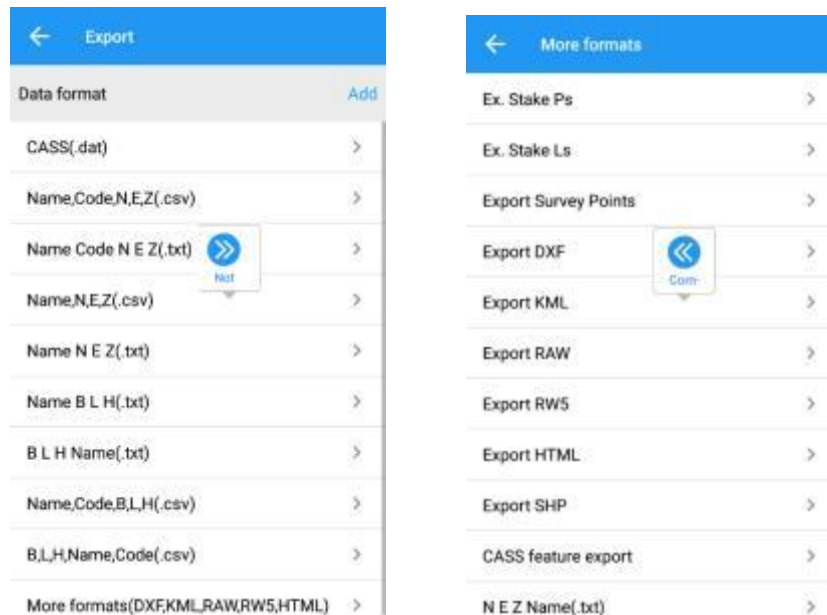 Export
Data format Add
CASS(.dat)
Name,Code,N,E,Z(.csv)
Name Code N E Z(.txt)
Not
Name,N,E,Z(.csv)
Name N E Z(.txt)
Name B L H(.txt)
B L H Name(.txt)
Name,Code,B,L,H(.csv)
B,L,H,Name,Code(.csv)
More formats(DXF,KML,RAW,RW5,HTML)
More formats
Ex. Stake Ps
Ex. Stake Ls
Export Survey Points
Export DXF
Com-
Export KML
Export RAW
Export RW5
Export HTML
Export SHP
CASS feature export
N E Z Name(.txt)